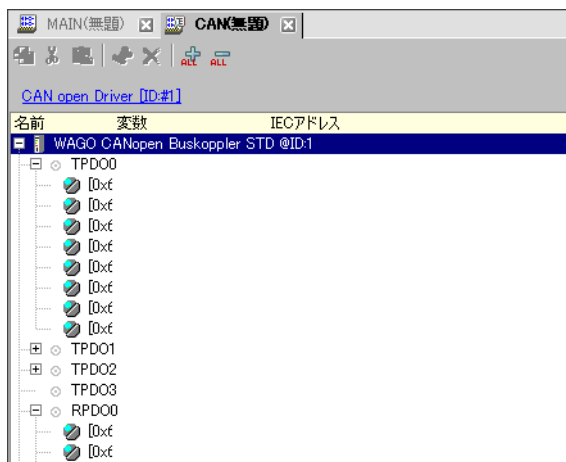 MAIN(無題) CAN(無題)
ALL ALL
CAN open Driver [ID:#1]
名前 変数 IECアドレス
WAGO CANopen Buskoppler STD @ID:1
TPDO0
[0x6
[0x6
[0x6
[0x6
[0x6
[0x6
[0x6
[0x6
TPDO1
TPDO2
TPDO3
RPDO0
[0x6
[0x6